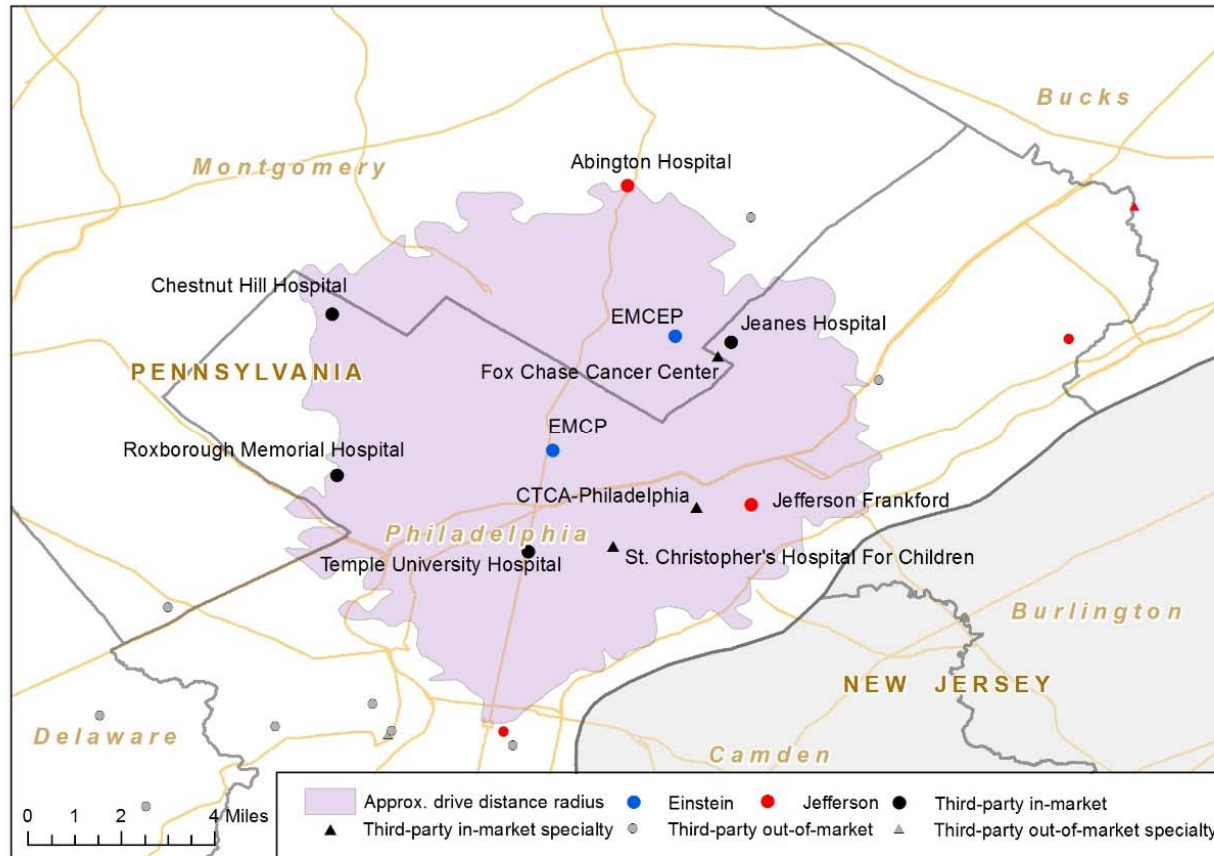 Bucks
Abington Hospital
Montgomery
Chestnut Hill Hospital
EMCEP
Jeanes Hospital
PENNSYLVANIA
Fox Chase Cancer Center
EMCP
Roxborough Memorial Hospital
CTCA-Philadelphia
Jefferson Frankford
Philadelphia
Temple University Hospital
St. Christopher's Hospital For Children
Burlington
NEW JERSEY
Delaware
Camden
0 2 4 Miles
Approx. drive distance radius
Einstein
Jefferson
Third-party in-market
Third-party in-market specialty
Third-party out-of-market
Third-party out-of-market specialty